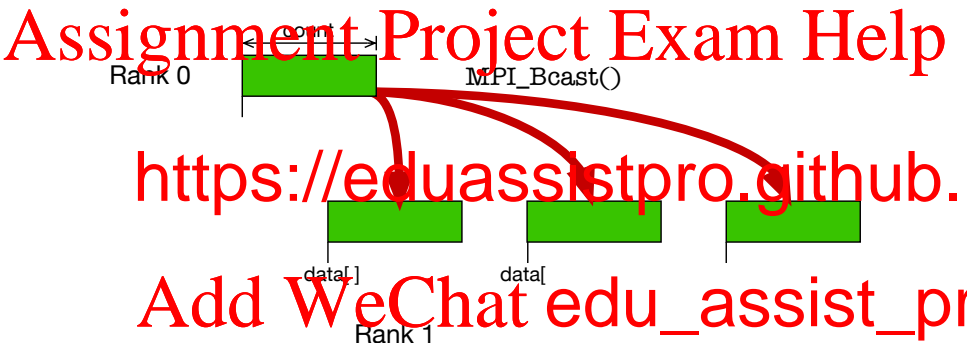 Assignment Project Exam Help
count
Rank 0
MPI_Bcast()
https://eduassistpro.github.
data[]
data[
Add WeChat edu_assist_pr
Rank 1